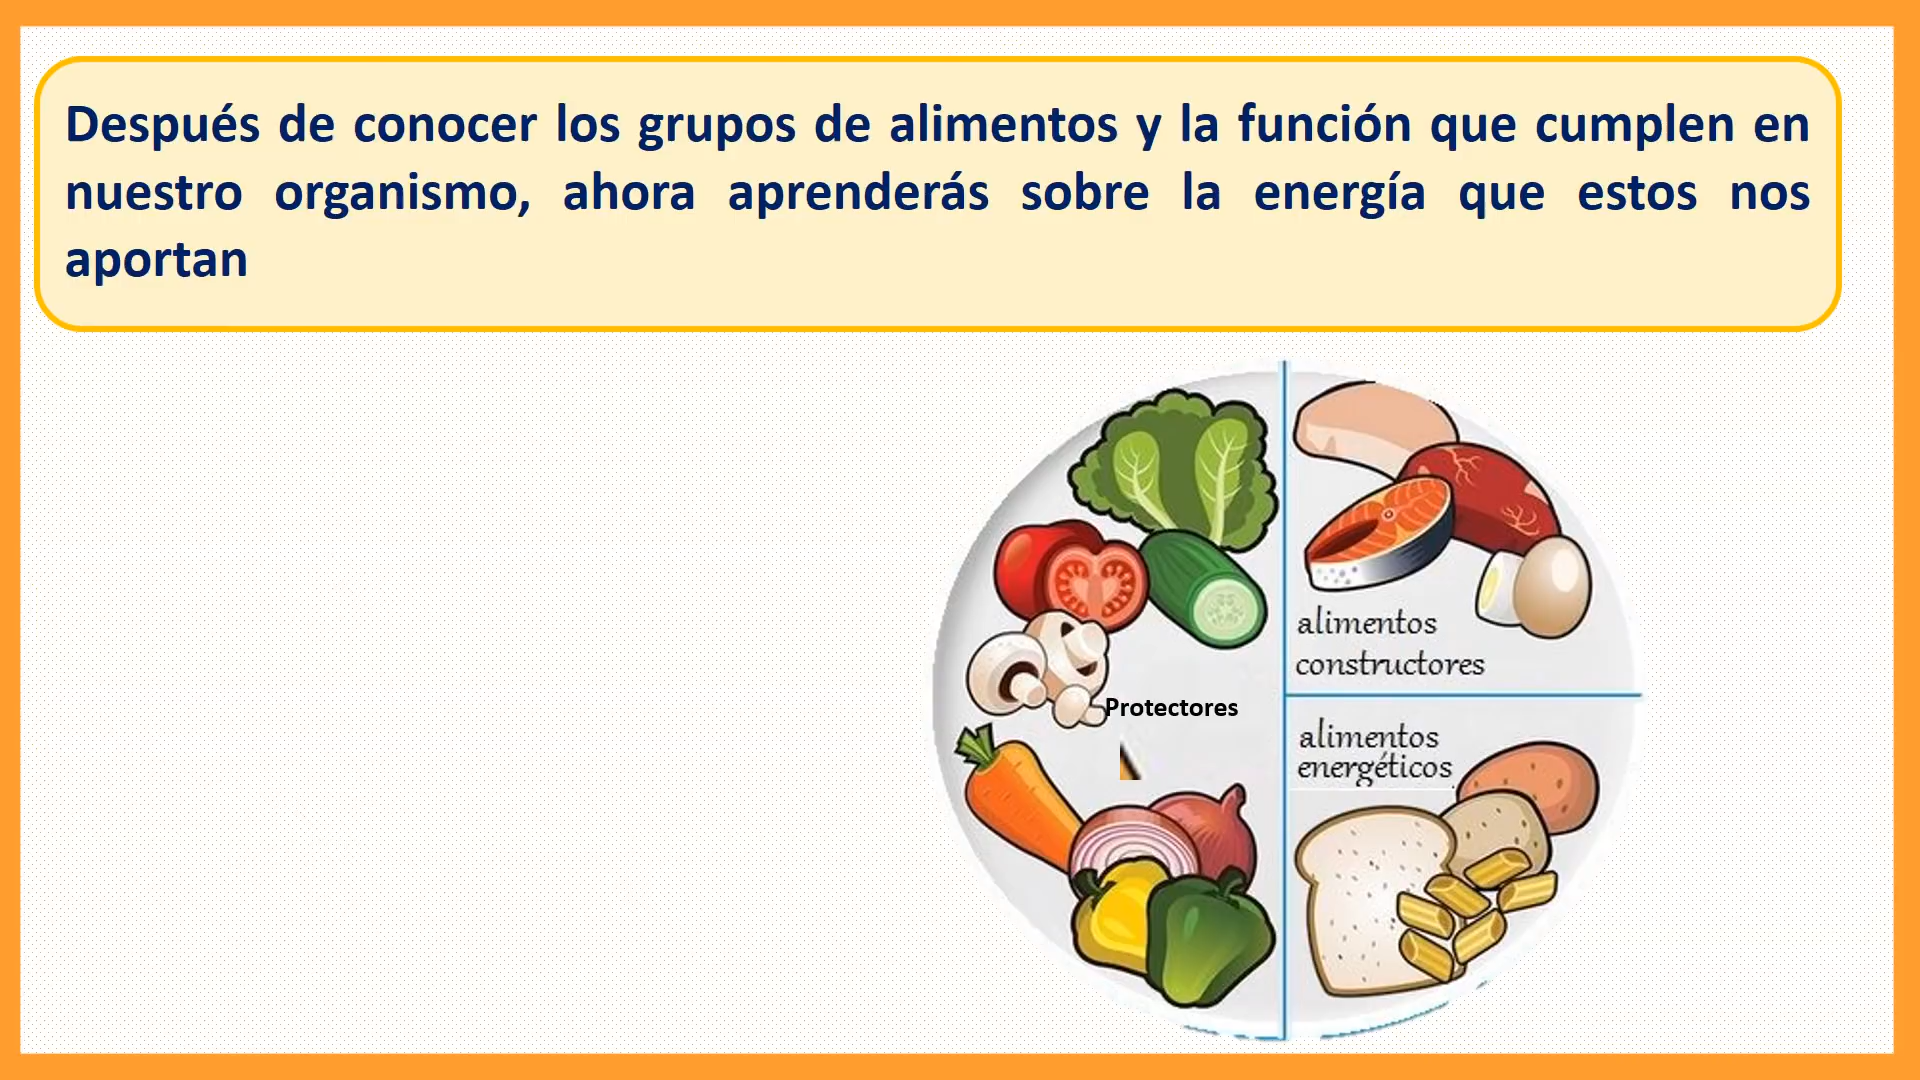 Después de conocer los grupos de alimentos y la función que cumplen en
nuestro organismo, ahora aprenderás sobre la energía que estos nos
aportan
alimentos
constructores
Protectores
alimentos
energéticos